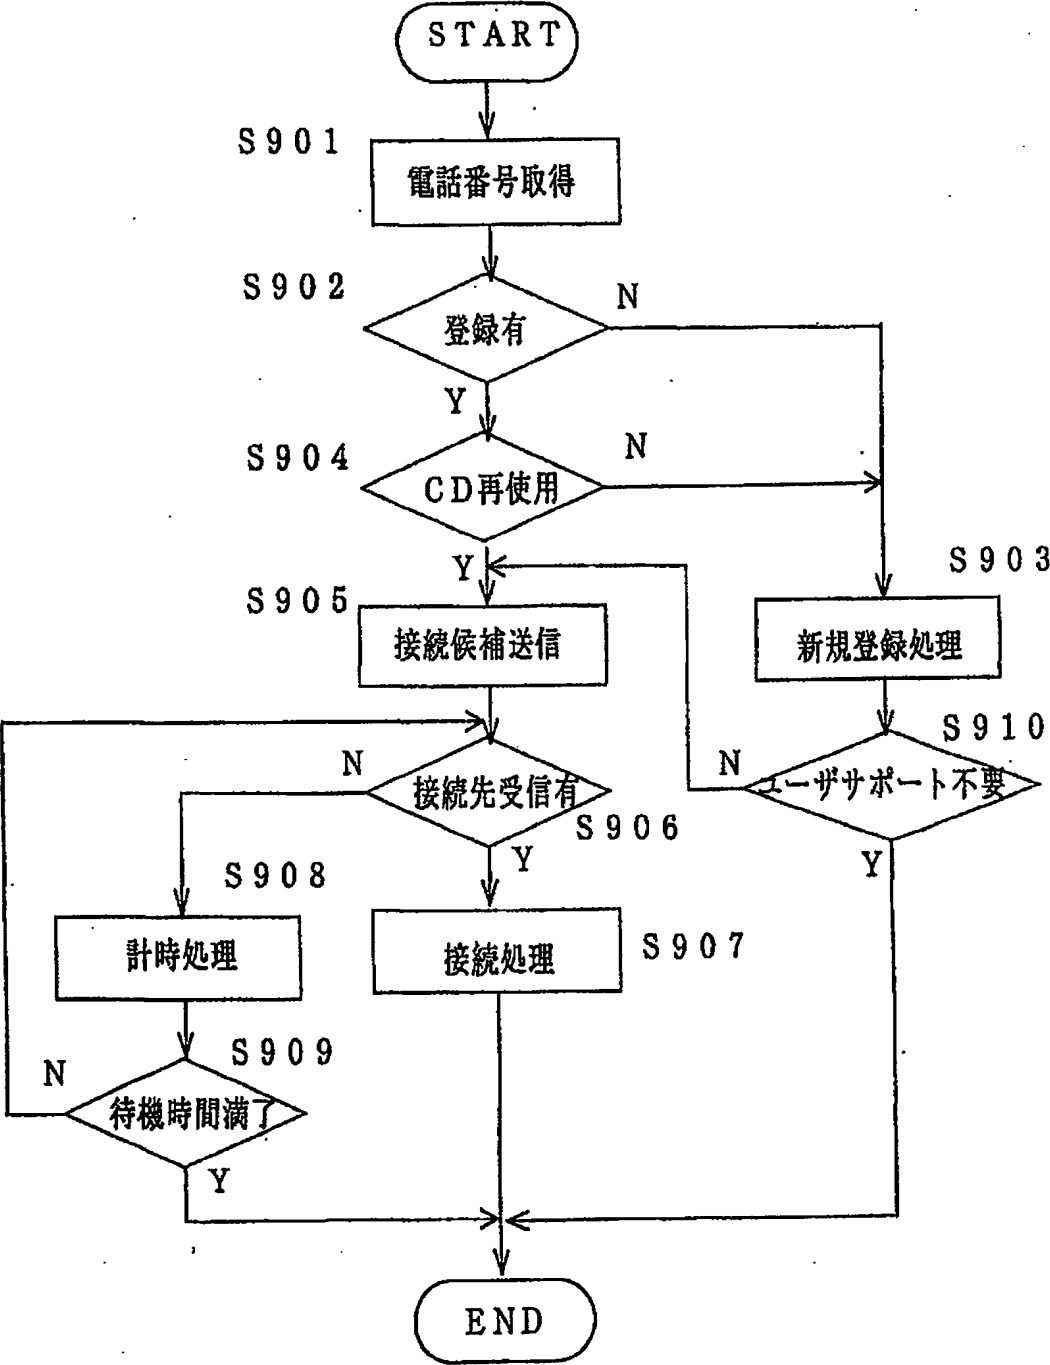 START
S901
電話番号取得
S902
登録有
N
Y
S904
CD再使用
N
Y
S903
新規登録処理
S905
接続候補送信
S910
ユーザサポート不要
N
Y
N
接続先受信有
S906
Y
S908
計時処理
接続処理
S907
S909
N
待機時間満了
Y
END